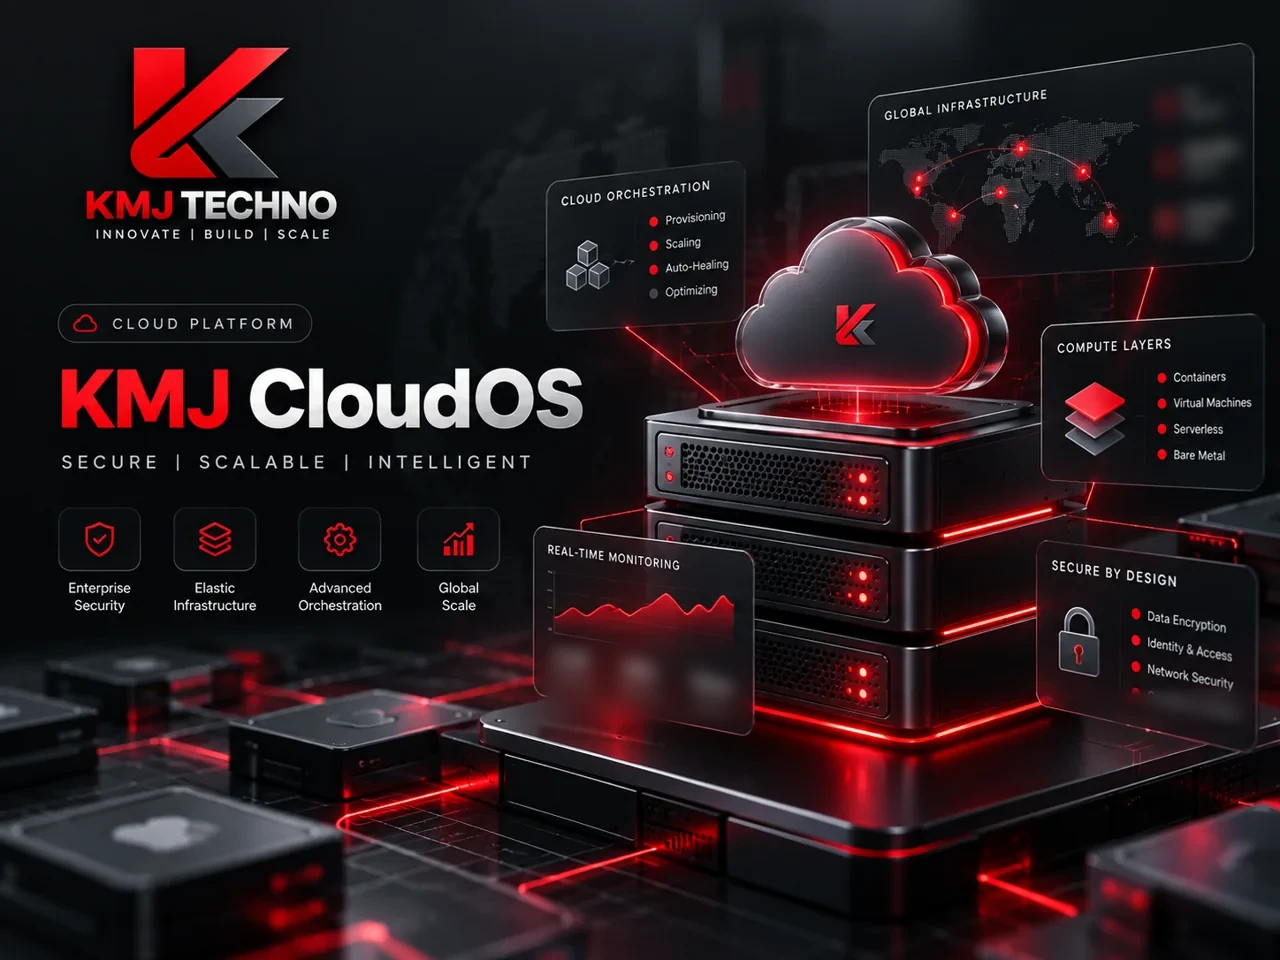 KMJ TECHNO
INNOVATE | BUILD | SCALE
CLOUD PLATFORM
KMJ CloudOS
SECURE | SCALABLE | INTELLIGENT
Enterprise
Security
Elastic
Infrastructure
Advanced
Orchestration
Global
Scale
CLOUD ORCHESTRATION
Provisioning
Scaling
Auto-Healing
Optimizing
GLOBAL INFRASTRUCTURE
COMPUTE LAYERS
Containers
Virtual Machines
Serverless
Bare Metal
REAL-TIME MONITORING
SECURE BY DESIGN
Data Encryption
Identity & Access
Network Security